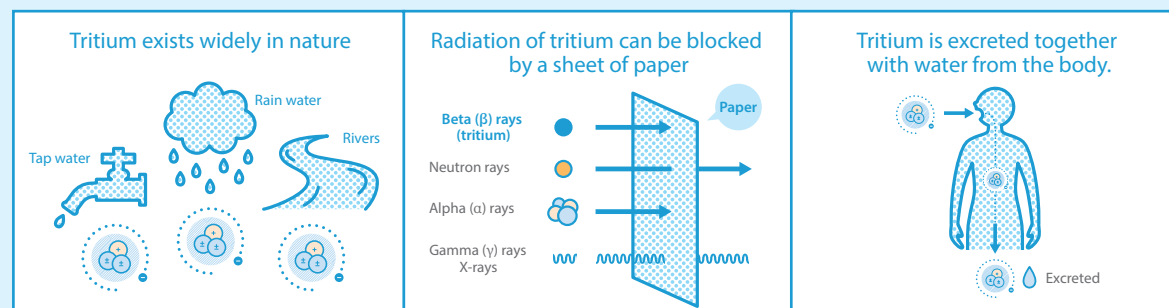 Tritium exists widely in nature
Rain water
Tap water
Rivers
+
±
±
-
+
±
±
-
+
±
±
-
Radiation of tritium can be blocked
by a sheet of paper
Paper
Beta (β) rays
(tritium)
Neutron rays
Alpha (α) rays
Gamma (γ) rays
X-rays
Tritium is excreted together
with water from the body.
Excreted